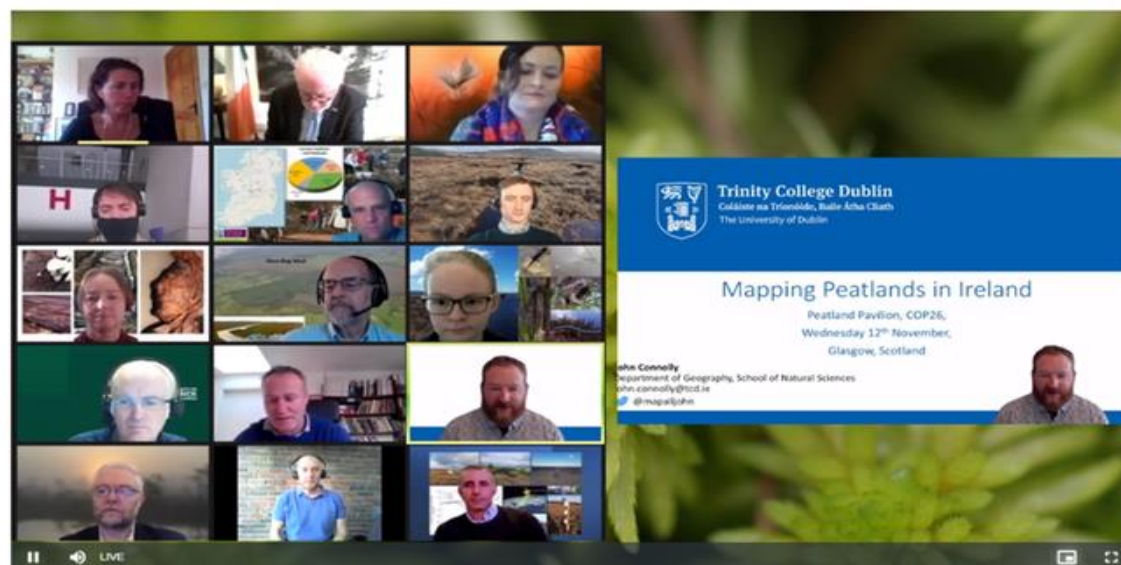 H
Trinity College Dublin
Coláiste na Tríonóide, Baile Átha Cliath
The University of Dublin
Mapping Peatlands in Ireland
Peatland Pavilion, COP26,
Wednesday 12th November,
Glasgow, Scotland
John Connolly
Department of Geography, School of Natural Sciences
john.connolly@tcd.ie
@mapalljohn
LIVE